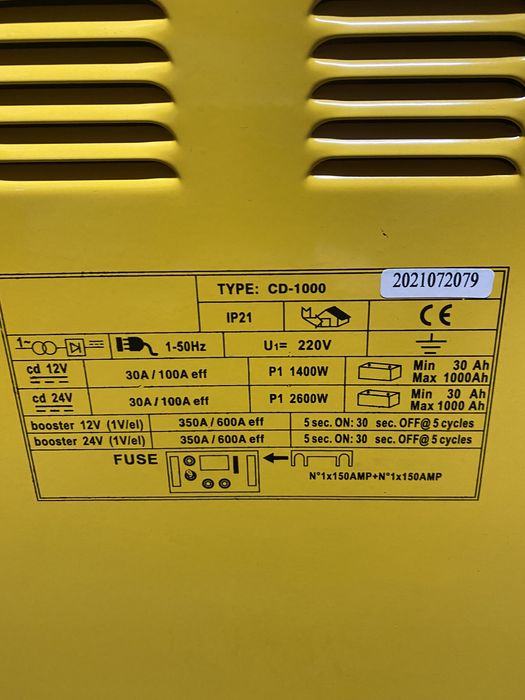 TYPE: CD-1000
2021072079
IP21
CE
1~
1-50Hz
U1= 220V
cd 12V
30A / 100A eff
P1 1400W
Min 30 Ah
Max 1000Ah
cd 24V
30A / 100A eff
P1 2600W
Min 30 Ah
Max 1000 Ah
booster 12V (1V/el) 350A / 600A eff 5 sec. ON: 30 sec. OFF@ 5 cycles
booster 24V (1V/el) 350A / 600A eff 5 sec. ON: 30 sec. OFF@ 5 cycles
FUSE
N°1x150AMP+N°1x150AMP